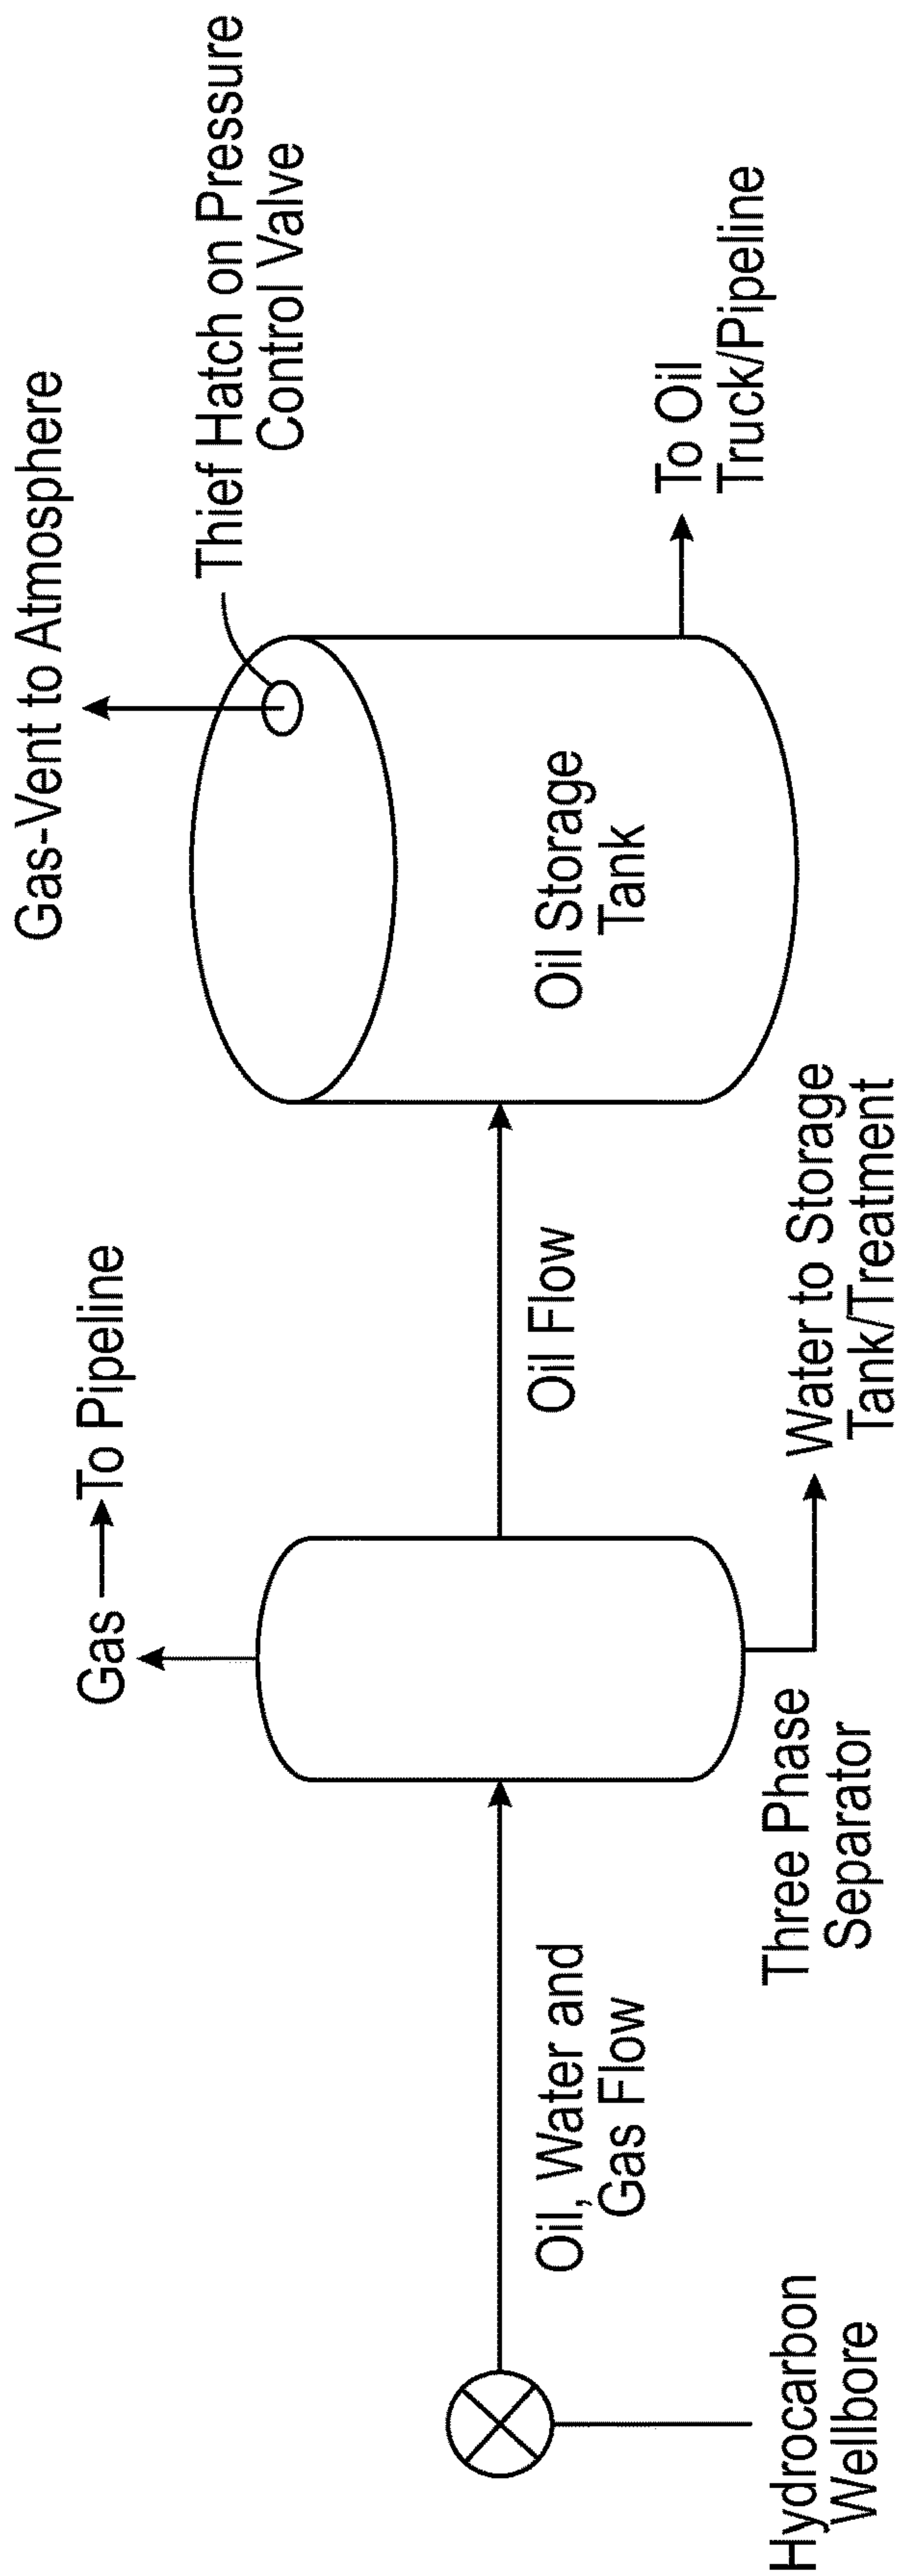 Gas-Vent to Atmosphere
Thief Hatch on Pressure
Control Valve
Gas
To Pipeline
Oil Storage
Tank
To Oil
Truck/Pipeline
Oil Flow
Oil, Water and
Gas Flow
Water to Storage
Tank/Treatment
Three Phase
Separator
Hydrocarbon
Wellbore